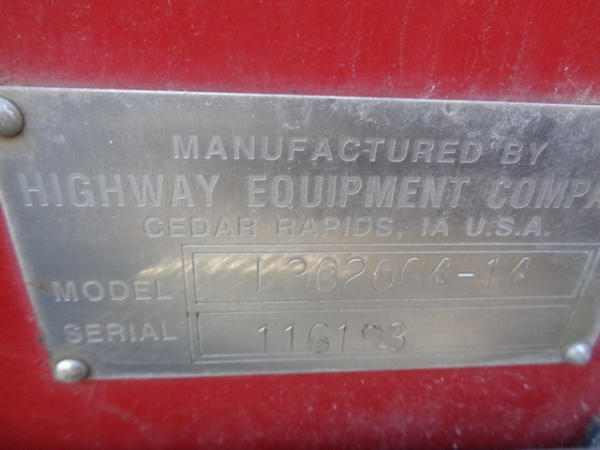 MANUFACTURED BY
HIGHWAY EQUIPMENT COMPA
CEDAR RAPIDS, IA U.S.A.
MODEL
SERIAL